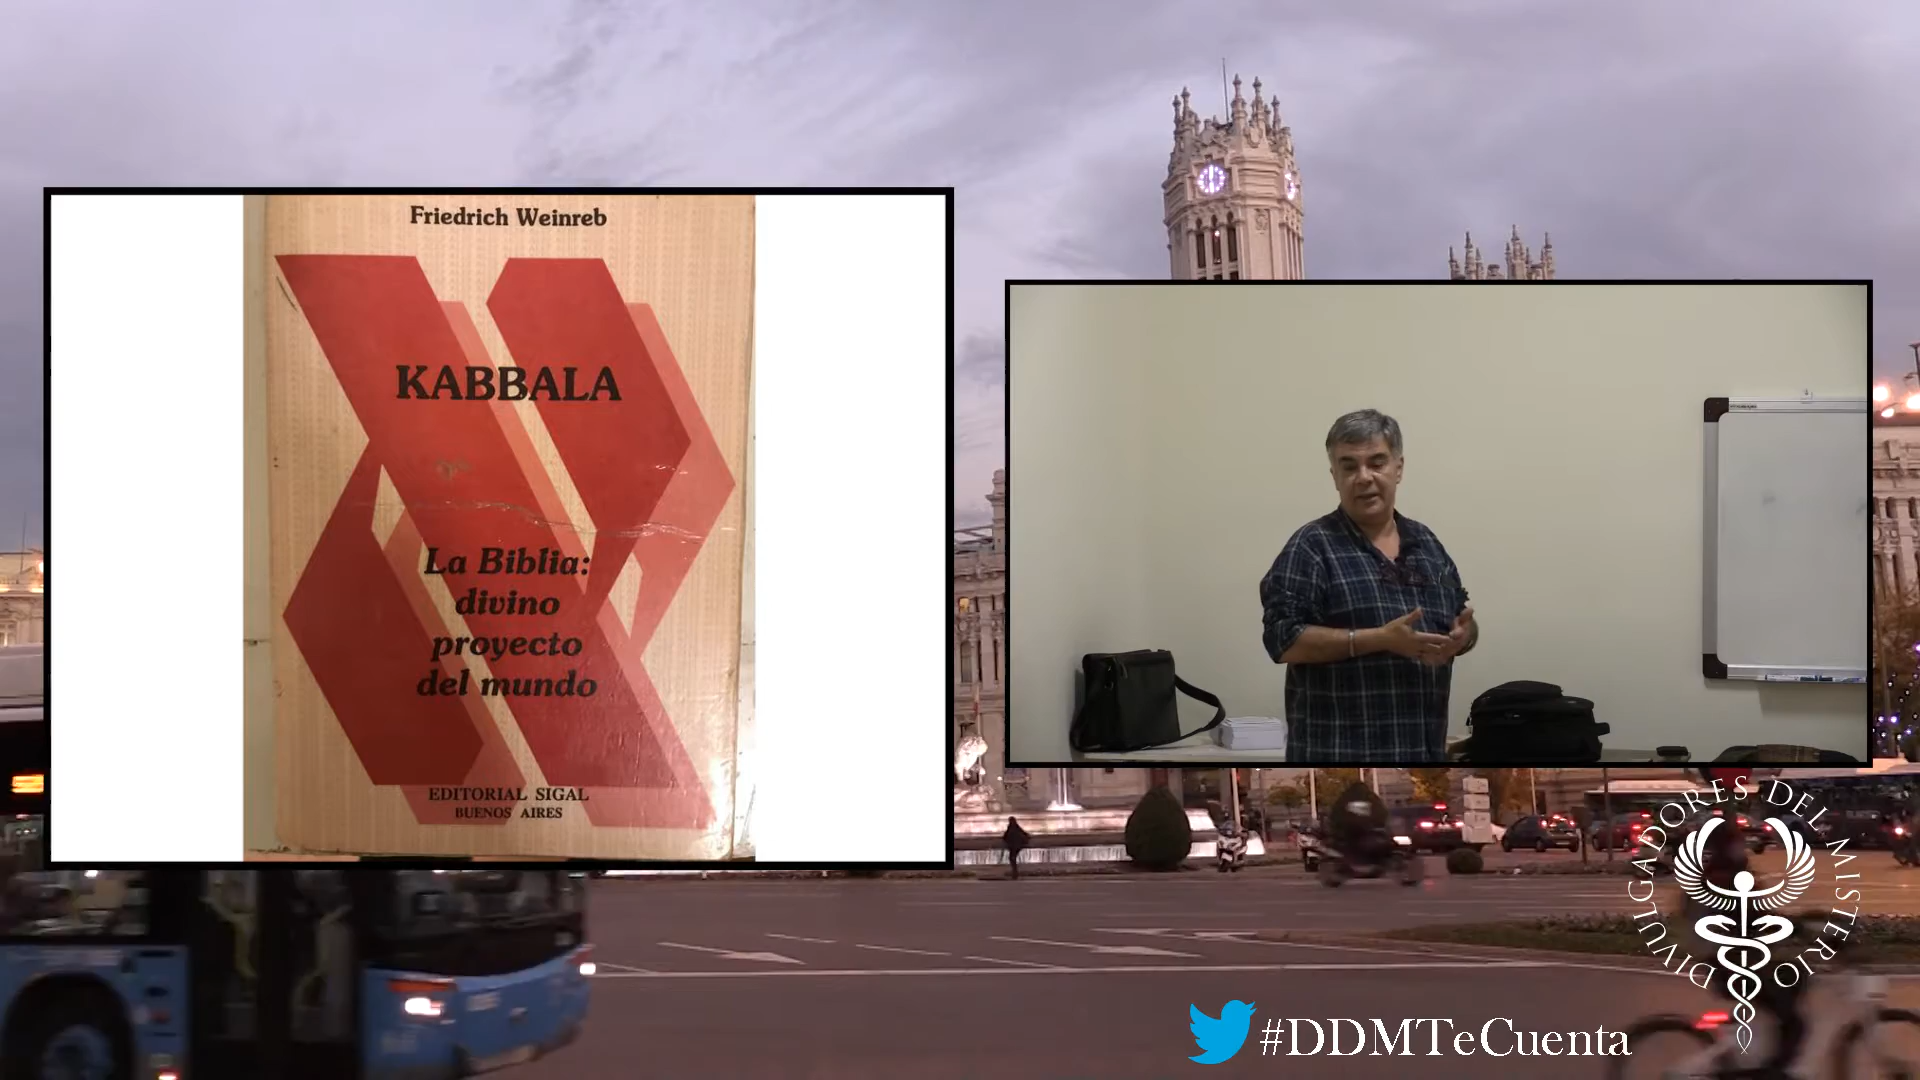 Friedrich Weinreb
KABBALA
La Biblia:
divino
proyecto
del mundo
EDITORIAL SIGAL
BUENOS AIRES
DIVULGADORES DEL MISTERIO
#DDMTeCuenta